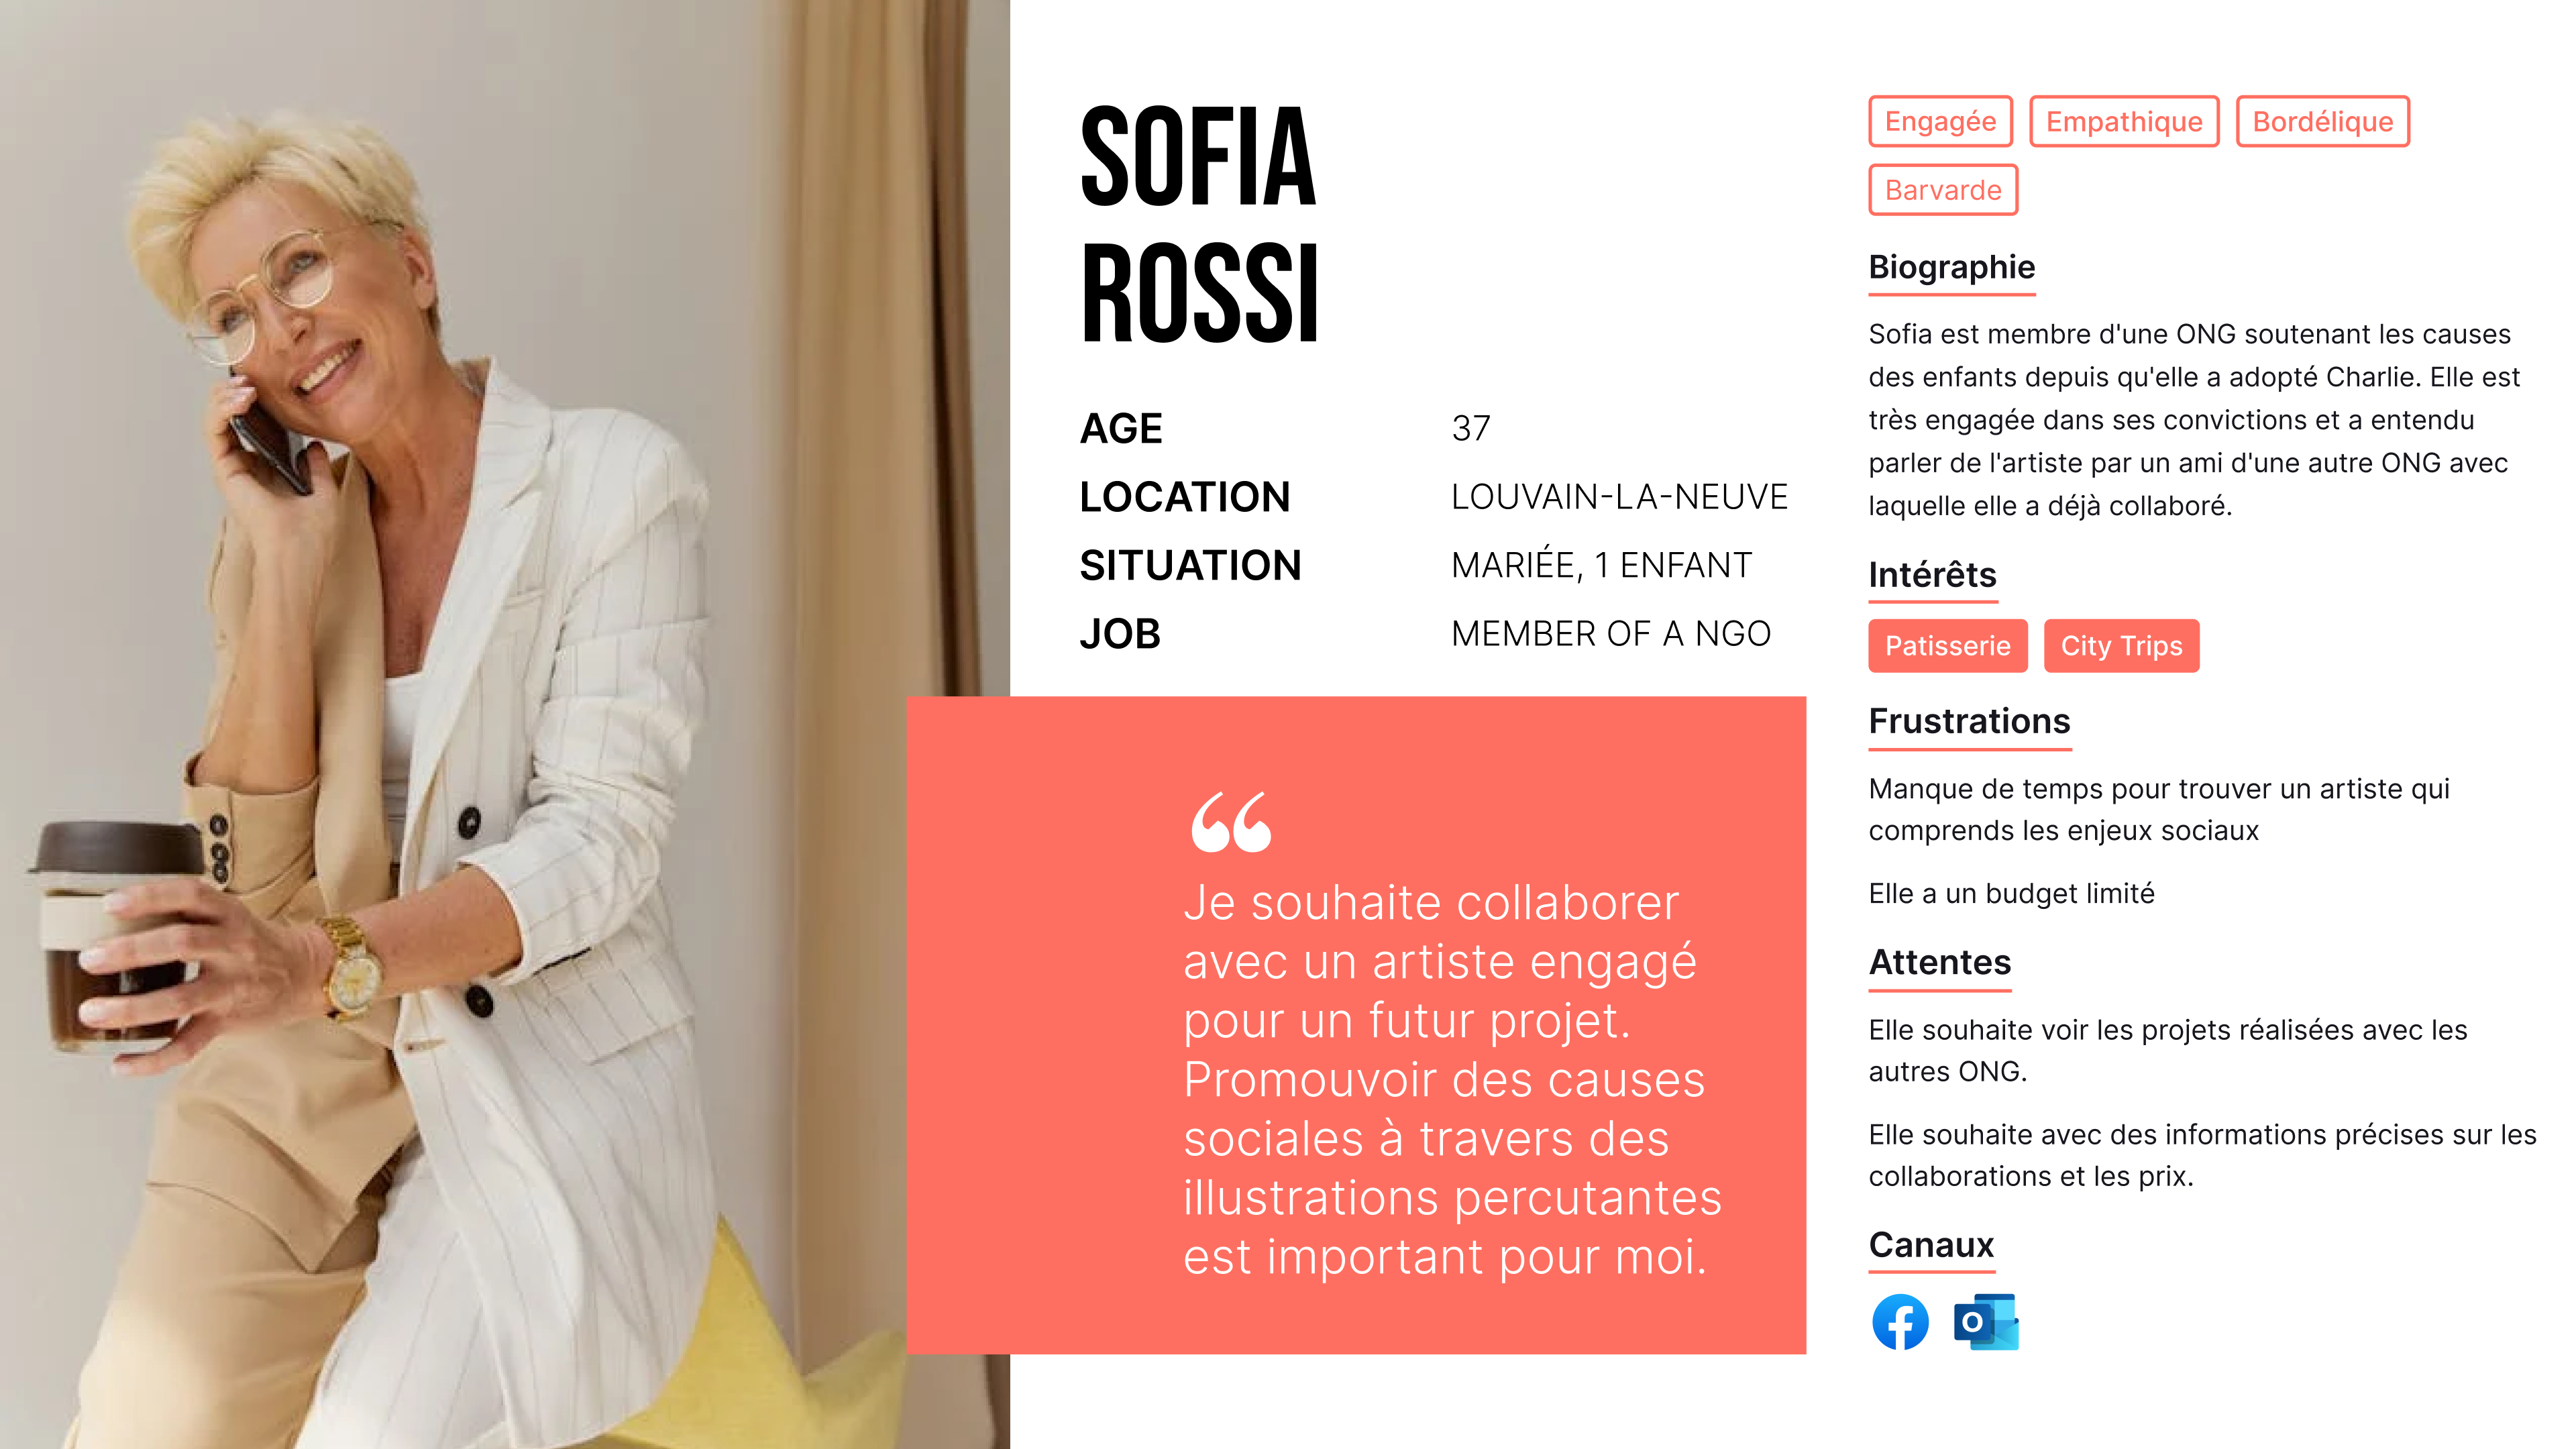 SOFIA
ROSSI
AGE 37
LOCATION LOUVAIN-LA-NEUVE
SITUATION MARIÉE, 1 ENFANT
JOB MEMBER OF A NGO
“
Je souhaite collaborer
avec un artiste engagé
pour un futur projet.
Promouvoir des causes
sociales à travers des
illustrations percutantes
est important pour moi.
Engagée Empathique Bordélique
Barvarde
Biographie
Sofia est membre d'une ONG soutenant les causes
des enfants depuis qu'elle a adopté Charlie. Elle est
très engagée dans ses convictions et a entendu
parler de l'artiste par un ami d'une autre ONG avec
laquelle elle a déjà collaboré.
Intérêts
Patisserie City Trips
Frustrations
Manque de temps pour trouver un artiste qui
comprends les enjeux sociaux
Elle a un budget limité
Attentes
Elle souhaite voir les projets réalisées avec les
autres ONG.
Elle souhaite avec des informations précises sur les
collaborations et les prix.
Canaux
f O